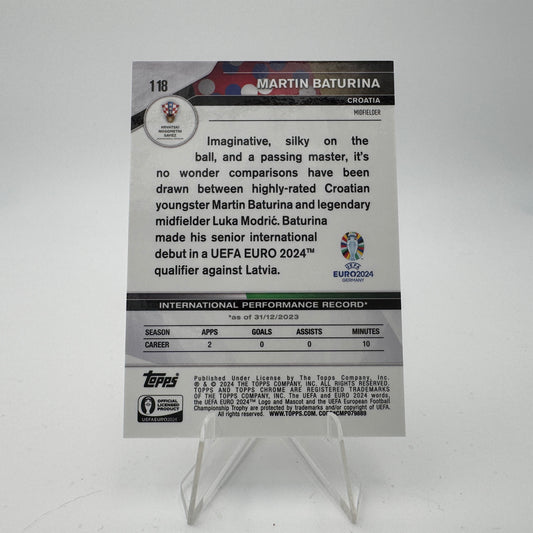 118
MARTIN BATURINA
CROATIA
MIDFIELDER
HRVATSKI
NOGOMETNI
SAVEZ
Imaginative, silky on the
ball, and a passing master, it's
no wonder comparisons have been
drawn between highly-rated Croatian
youngster Martin Baturina and legendary
midfielder Luka Modrić. Baturina
made his senior international
debut in a UEFA EURO 2024™
qualifier against Latvia.
UEFA
EURO2024
GERMANY
INTERNATIONAL PERFORMANCE RECORD*
*as of 31/12/2023
SEASON APPS GOALS ASSISTS MINUTES
CAREER 2 0 0 10
Topps
OFFICIAL
LICENSED
PRODUCT
UEFAEURO2024
Published Under License by The Topps Company, Inc.
® & © 2024 THE TOPPS COMPANY, INC. ALL RIGHTS RESERVED.
TOPPS AND TOPPS CHROME ARE REGISTERED TRADEMARKS
OF THE TOPPS COMPANY, INC. The UEFA and EURO 2024 words,
the UEFA EURO 2024™ Logo and Mascot and the UEFA European Football
Championship Trophy are protected by trademarks and/or copyright of UEFA.
All rights reserved. WWW.TOPPS.COM.